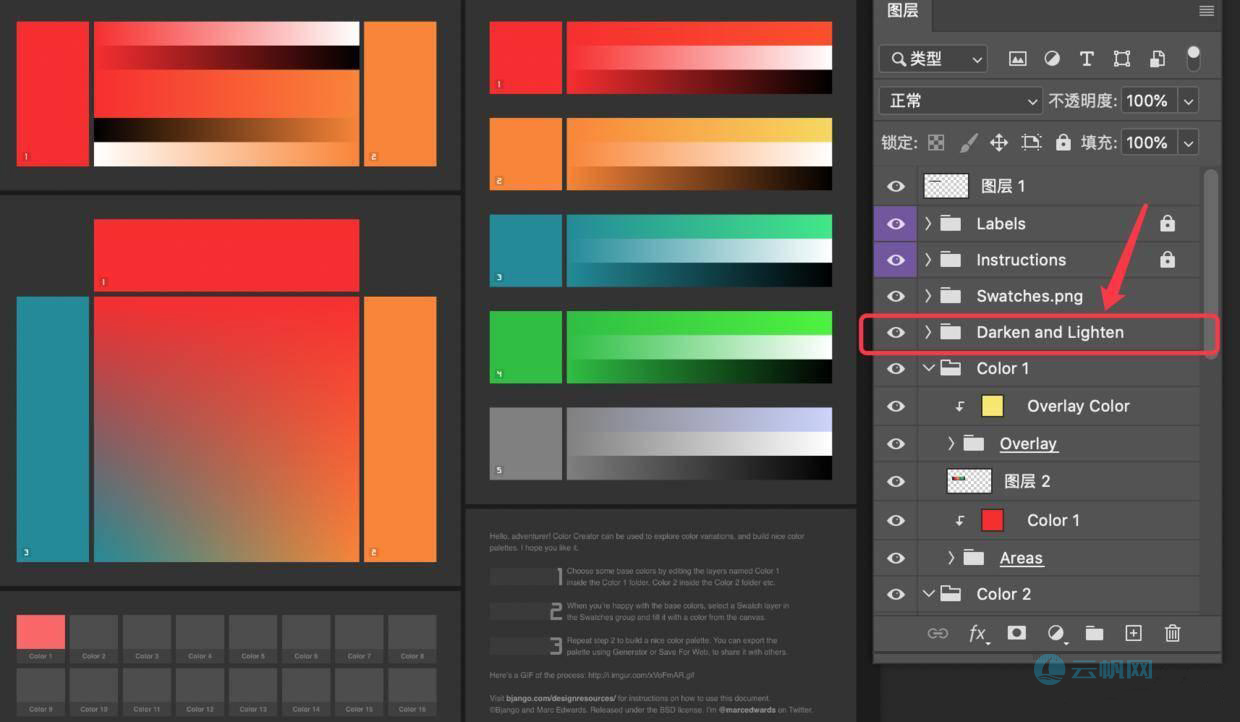 1
2
1
3
2
Color 1
Color 2
Color 3
Color 4
Color 5
Color 6
Color 7
Color 8
Color 9
Color 10
Color 11
Color 12
Color 13
Color 14
Color 15
Color 16
1
2
3
4
5
Hello, adventurer! Color Creator can be used to explore color variations, and build nice color
palettes. I hope you like it.
1
Choose some base colors by editing the layers named Color 1
inside the Color 1 folder, Color 2 inside the Color 2 folder etc.
2
When you're happy with the base colors, select a Swatch layer in
the Swatches group and fill it with a color from the canvas.
3
Repeat step 2 to build a nice color palette. You can export the
palette using Generator or Save For Web, to share it with others.
Here's a GIF of the process: http://i.imgur.com/xVoFmAR.gif
Visit bjango.com/designresources/ for instructions on how to use this document.
©Bjango and Marc Edwards. Released under the BSD license. I'm @marcedwards on Twitter.
图层
类型
正常 不透明度: 100%
锁定: 填充: 100%
图层 1
Labels
Instructions
Swatches.png
Darken and Lighten
Color 1
Overlay Color
Overlay
图层 2
Color 1
Areas
Color 2
fx
云帆网